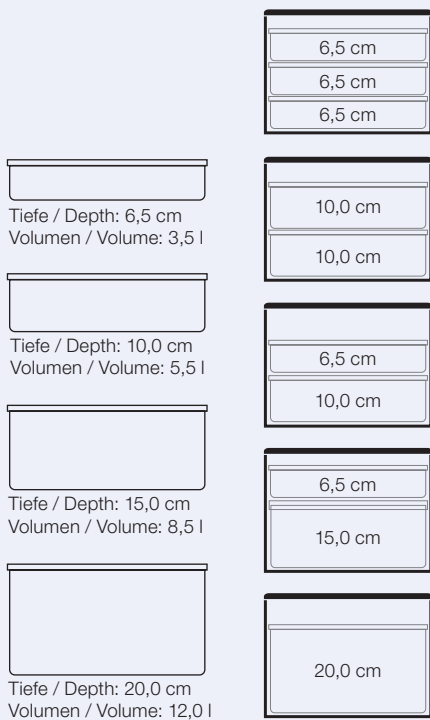 6,5 cm
6,5 cm
6,5 cm
Tiefe / Depth: 6,5 cm
Volumen / Volume: 3,5 l
10,0 cm
10,0 cm
Tiefe / Depth: 10,0 cm
Volumen / Volume: 5,5 l
6,5 cm
10,0 cm
Tiefe / Depth: 15,0 cm
Volumen / Volume: 8,5 l
6,5 cm
15,0 cm
Tiefe / Depth: 20,0 cm
Volumen / Volume: 12,0 l
20,0 cm